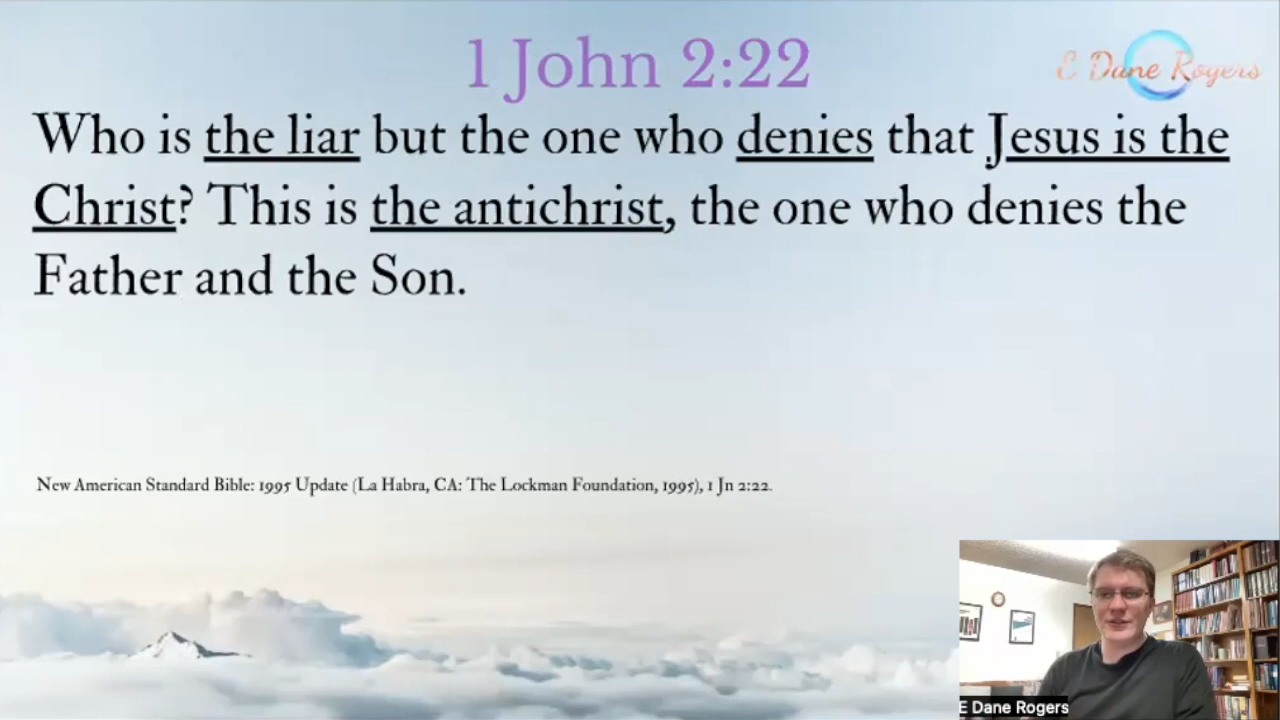 1 John 2:22
E Dane Rogers
Who is the liar but the one who denies that Jesus is the
Christ? This is the antichrist, the one who denies the
Father and the Son.
New American Standard Bible: 1995 Update (La Habra, CA: The Lockman Foundation, 1995), 1 Jn 2:22.
E Dane Rogers